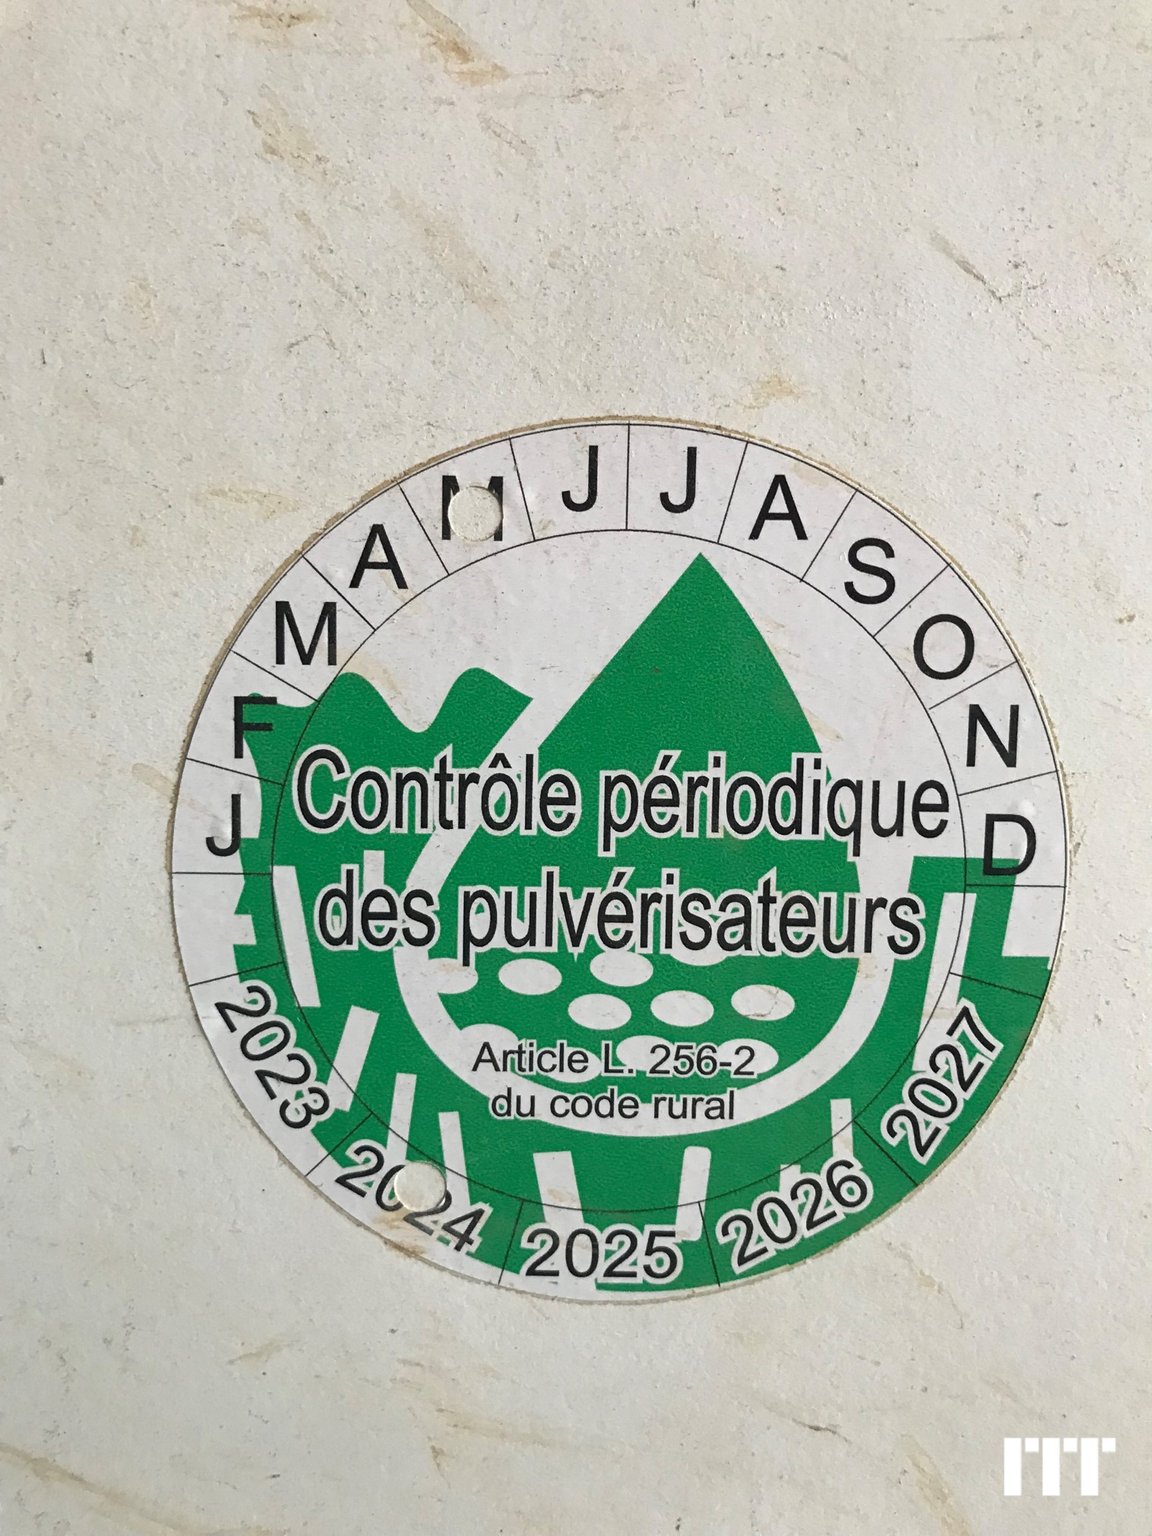 J F M A M J J A S O N D
Contrôle périodique
des pulvérisateurs
Article L. 256-2
du code rural
2023 2024 2025 2026 2027